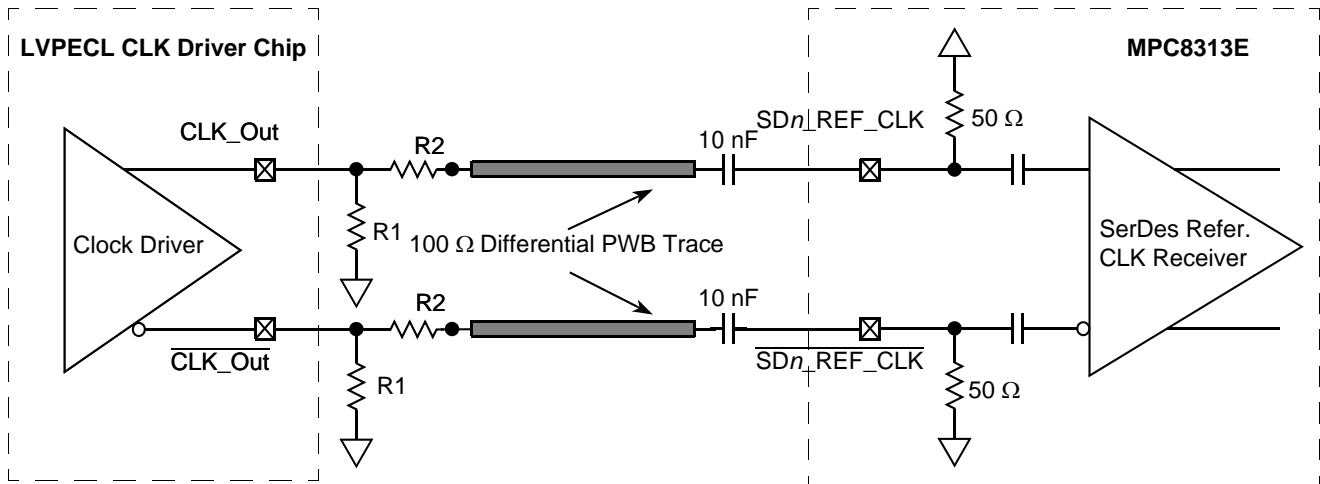 LVPECL CLK Driver Chip
MPC8313E
CLK_Out
R2
10 nF
SDn_REF_CLK
50 Ω
Clock Driver
R1
100 Ω Differential PWB Trace
SerDes Refer.
CLK Receiver
R2
10 nF
CLK_Out
R1
SDn_REF_CLK
50 Ω